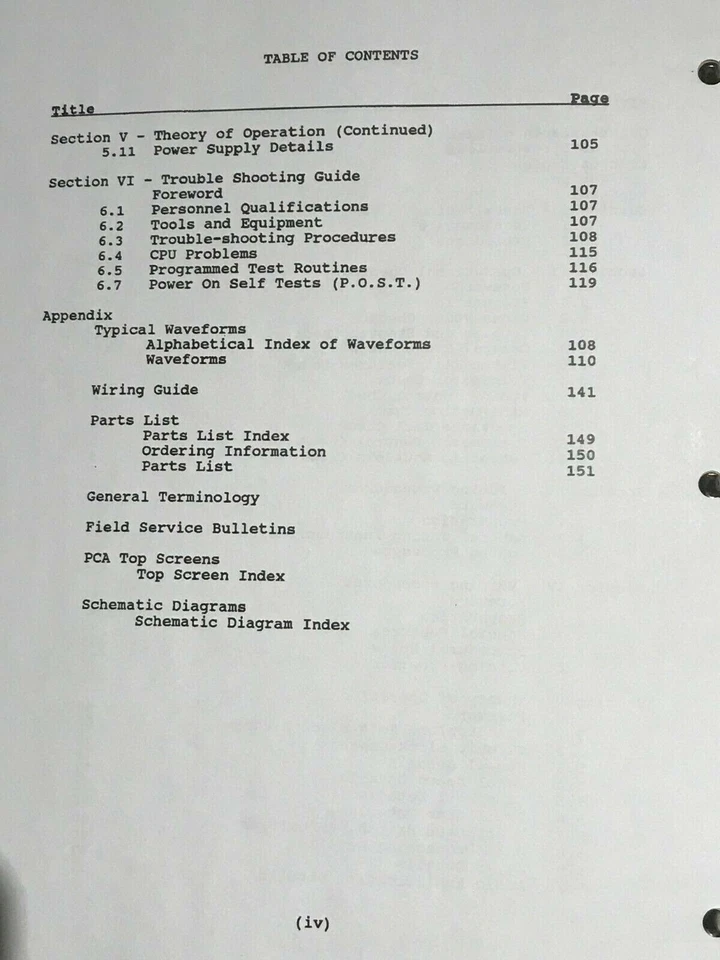 TABLE OF CONTENTS
Title Page
Section V - Theory of Operation (Continued)
5.11 Power Supply Details 105
Section VI - Trouble Shooting Guide
Foreword 107
6.1 Personnel Qualifications 107
6.2 Tools and Equipment 107
6.3 Trouble-shooting Procedures 108
6.4 CPU Problems 115
6.5 Programmed Test Routines 116
6.7 Power On Self Tests (P.O.S.T.) 119
Appendix
Typical Waveforms
Alphabetical Index of Waveforms 108
Waveforms 110
Wiring Guide 141
Parts List
Parts List Index 149
Ordering Information 150
Parts List 151
General Terminology
Field Service Bulletins
PCA Top Screens
Top Screen Index
Schematic Diagrams
Schematic Diagram Index
(iv)